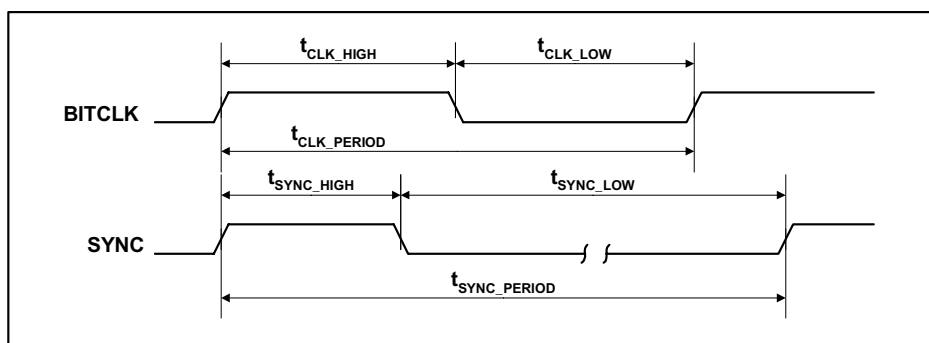 tCLK_HIGH tCLK_LOW
BITCLK
tCLK_PERIOD
tSYNC_HIGH tSYNC_LOW
SYNC
tSYNC_PERIOD